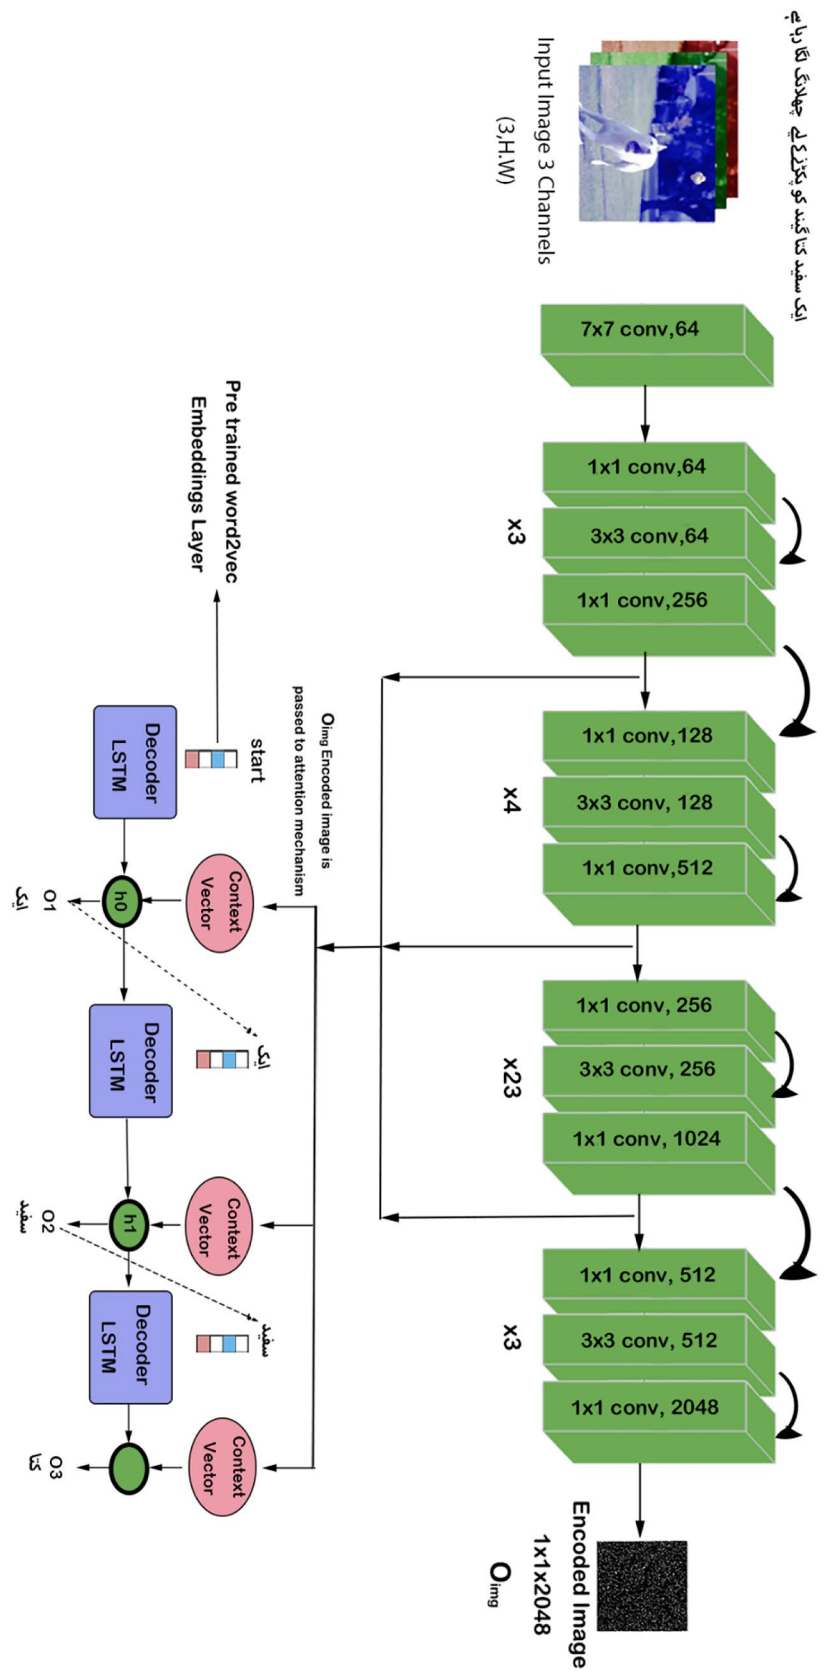 ایک سفید کتا گیند کو پکڑنے کے لیے چھلانگ لگا رہا ہے
Input Image 3 Channels
(3,H.W)
7x7 conv,64
1x1 conv,64
3x3 conv,64
1x1 conv,256
x3
1x1 conv,128
3x3 conv, 128
1x1 conv,512
x4
1x1 conv, 256
3x3 conv, 256
1x1 conv, 1024
x23
1x1 conv, 512
3x3 conv, 512
1x1 conv, 2048
x3
Encoded Image
1x1x2048
Oimg
Oimg Encoded image is
passed to attention mechanism
Pre trained word2vec
Embeddings Layer
start
Decoder
LSTM
Context
Vector
h0
O1
ایک
ایک
Decoder
LSTM
Context
Vector
h1
O2
سفید
سفید
Decoder
LSTM
Context
Vector
O3
کتا